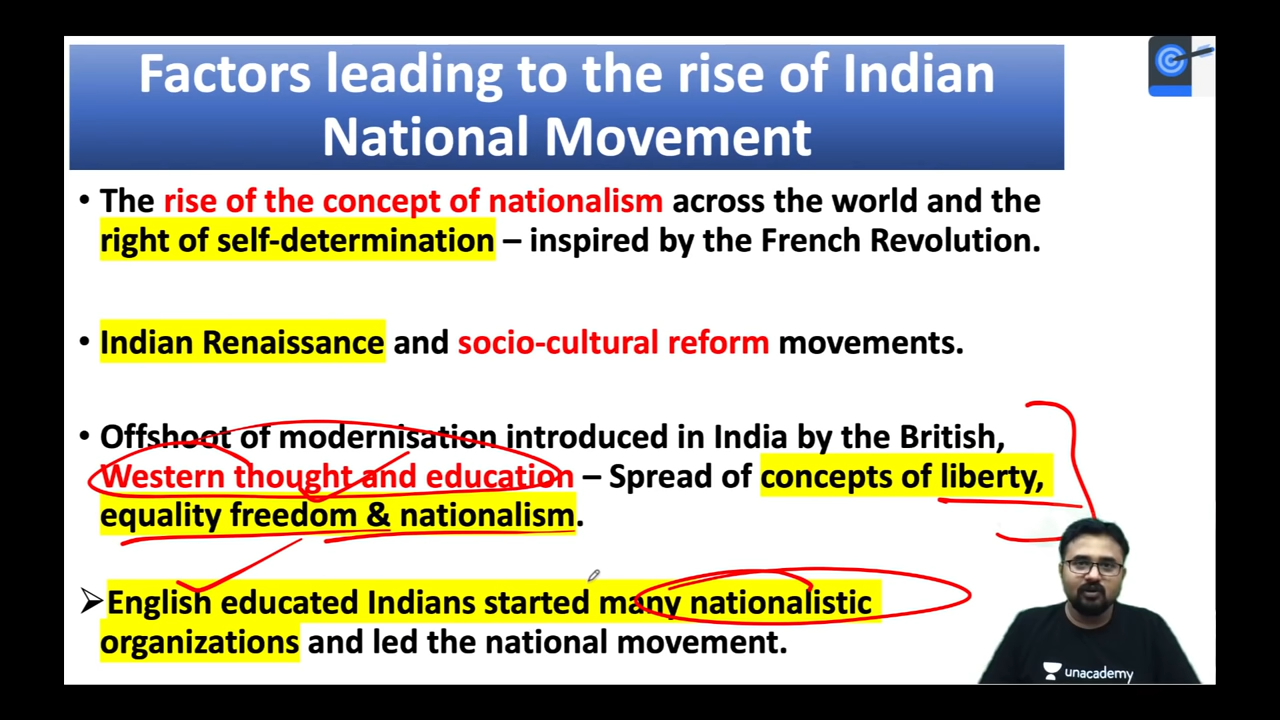 Factors leading to the rise of Indian
National Movement
• The rise of the concept of nationalism across the world and the
right of self-determination – inspired by the French Revolution.
• Indian Renaissance and socio-cultural reform movements.
• Offshoot of modernisation introduced in India by the British,
Western thought and education – Spread of concepts of liberty,
equality freedom & nationalism.
➢English educated Indians started many nationalistic
organizations and led the national movement.
unacademy